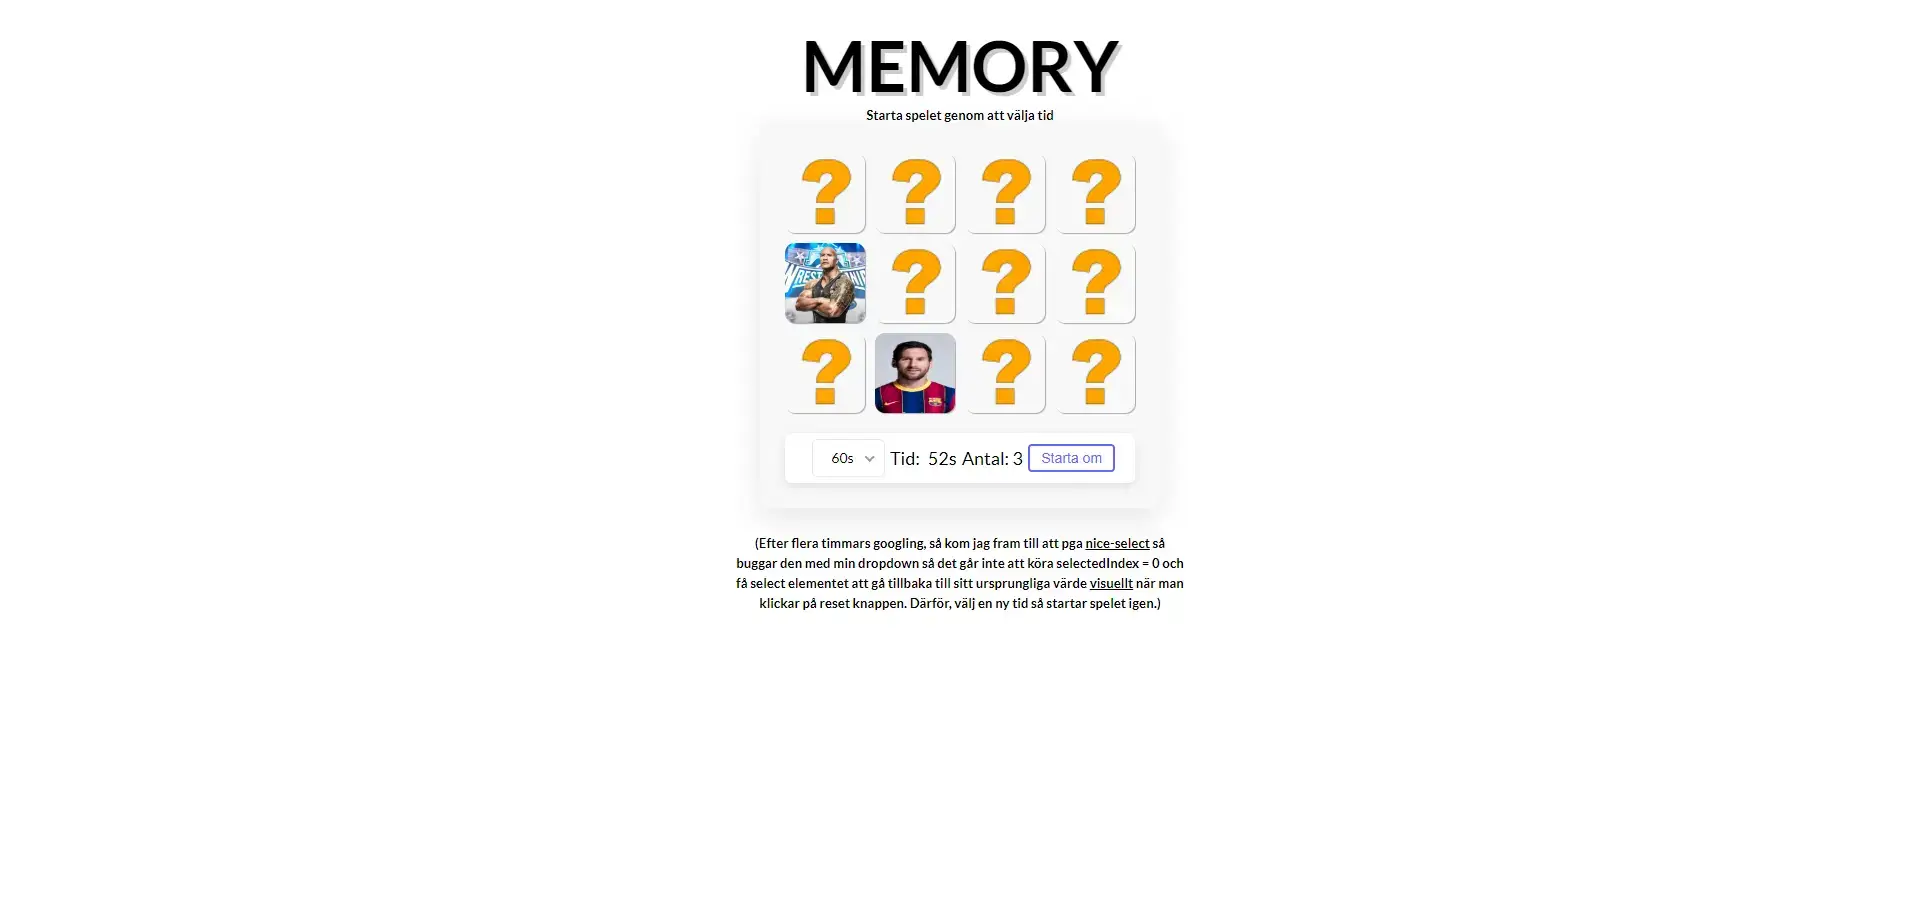 MEMORY
Starta spelet genom att välja tid
? ? ? ?
WRESTL
? ? ?
? ? ?
60s Tid: 52s Antal: 3 Starta om
(Efter flera timmars googling, så kom jag fram till att pga nice-select så
buggar den med min dropdown så det går inte att köra selectedIndex = 0 och
få select elementet att gå tillbaka till sitt ursprungliga värde visuellt när man
klickar på reset knappen. Därför, välj en ny tid så startar spelet igen.)